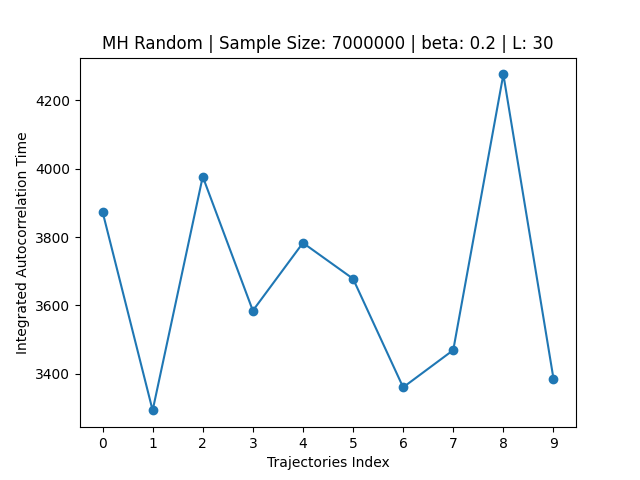 MH Random | Sample Size: 7000000 | beta: 0.2 | L: 30
Integrated Autocorrelation Time
4200
4000
3800
3600
3400
0 1 2 3 4 5 6 7 8 9
Trajectories Index